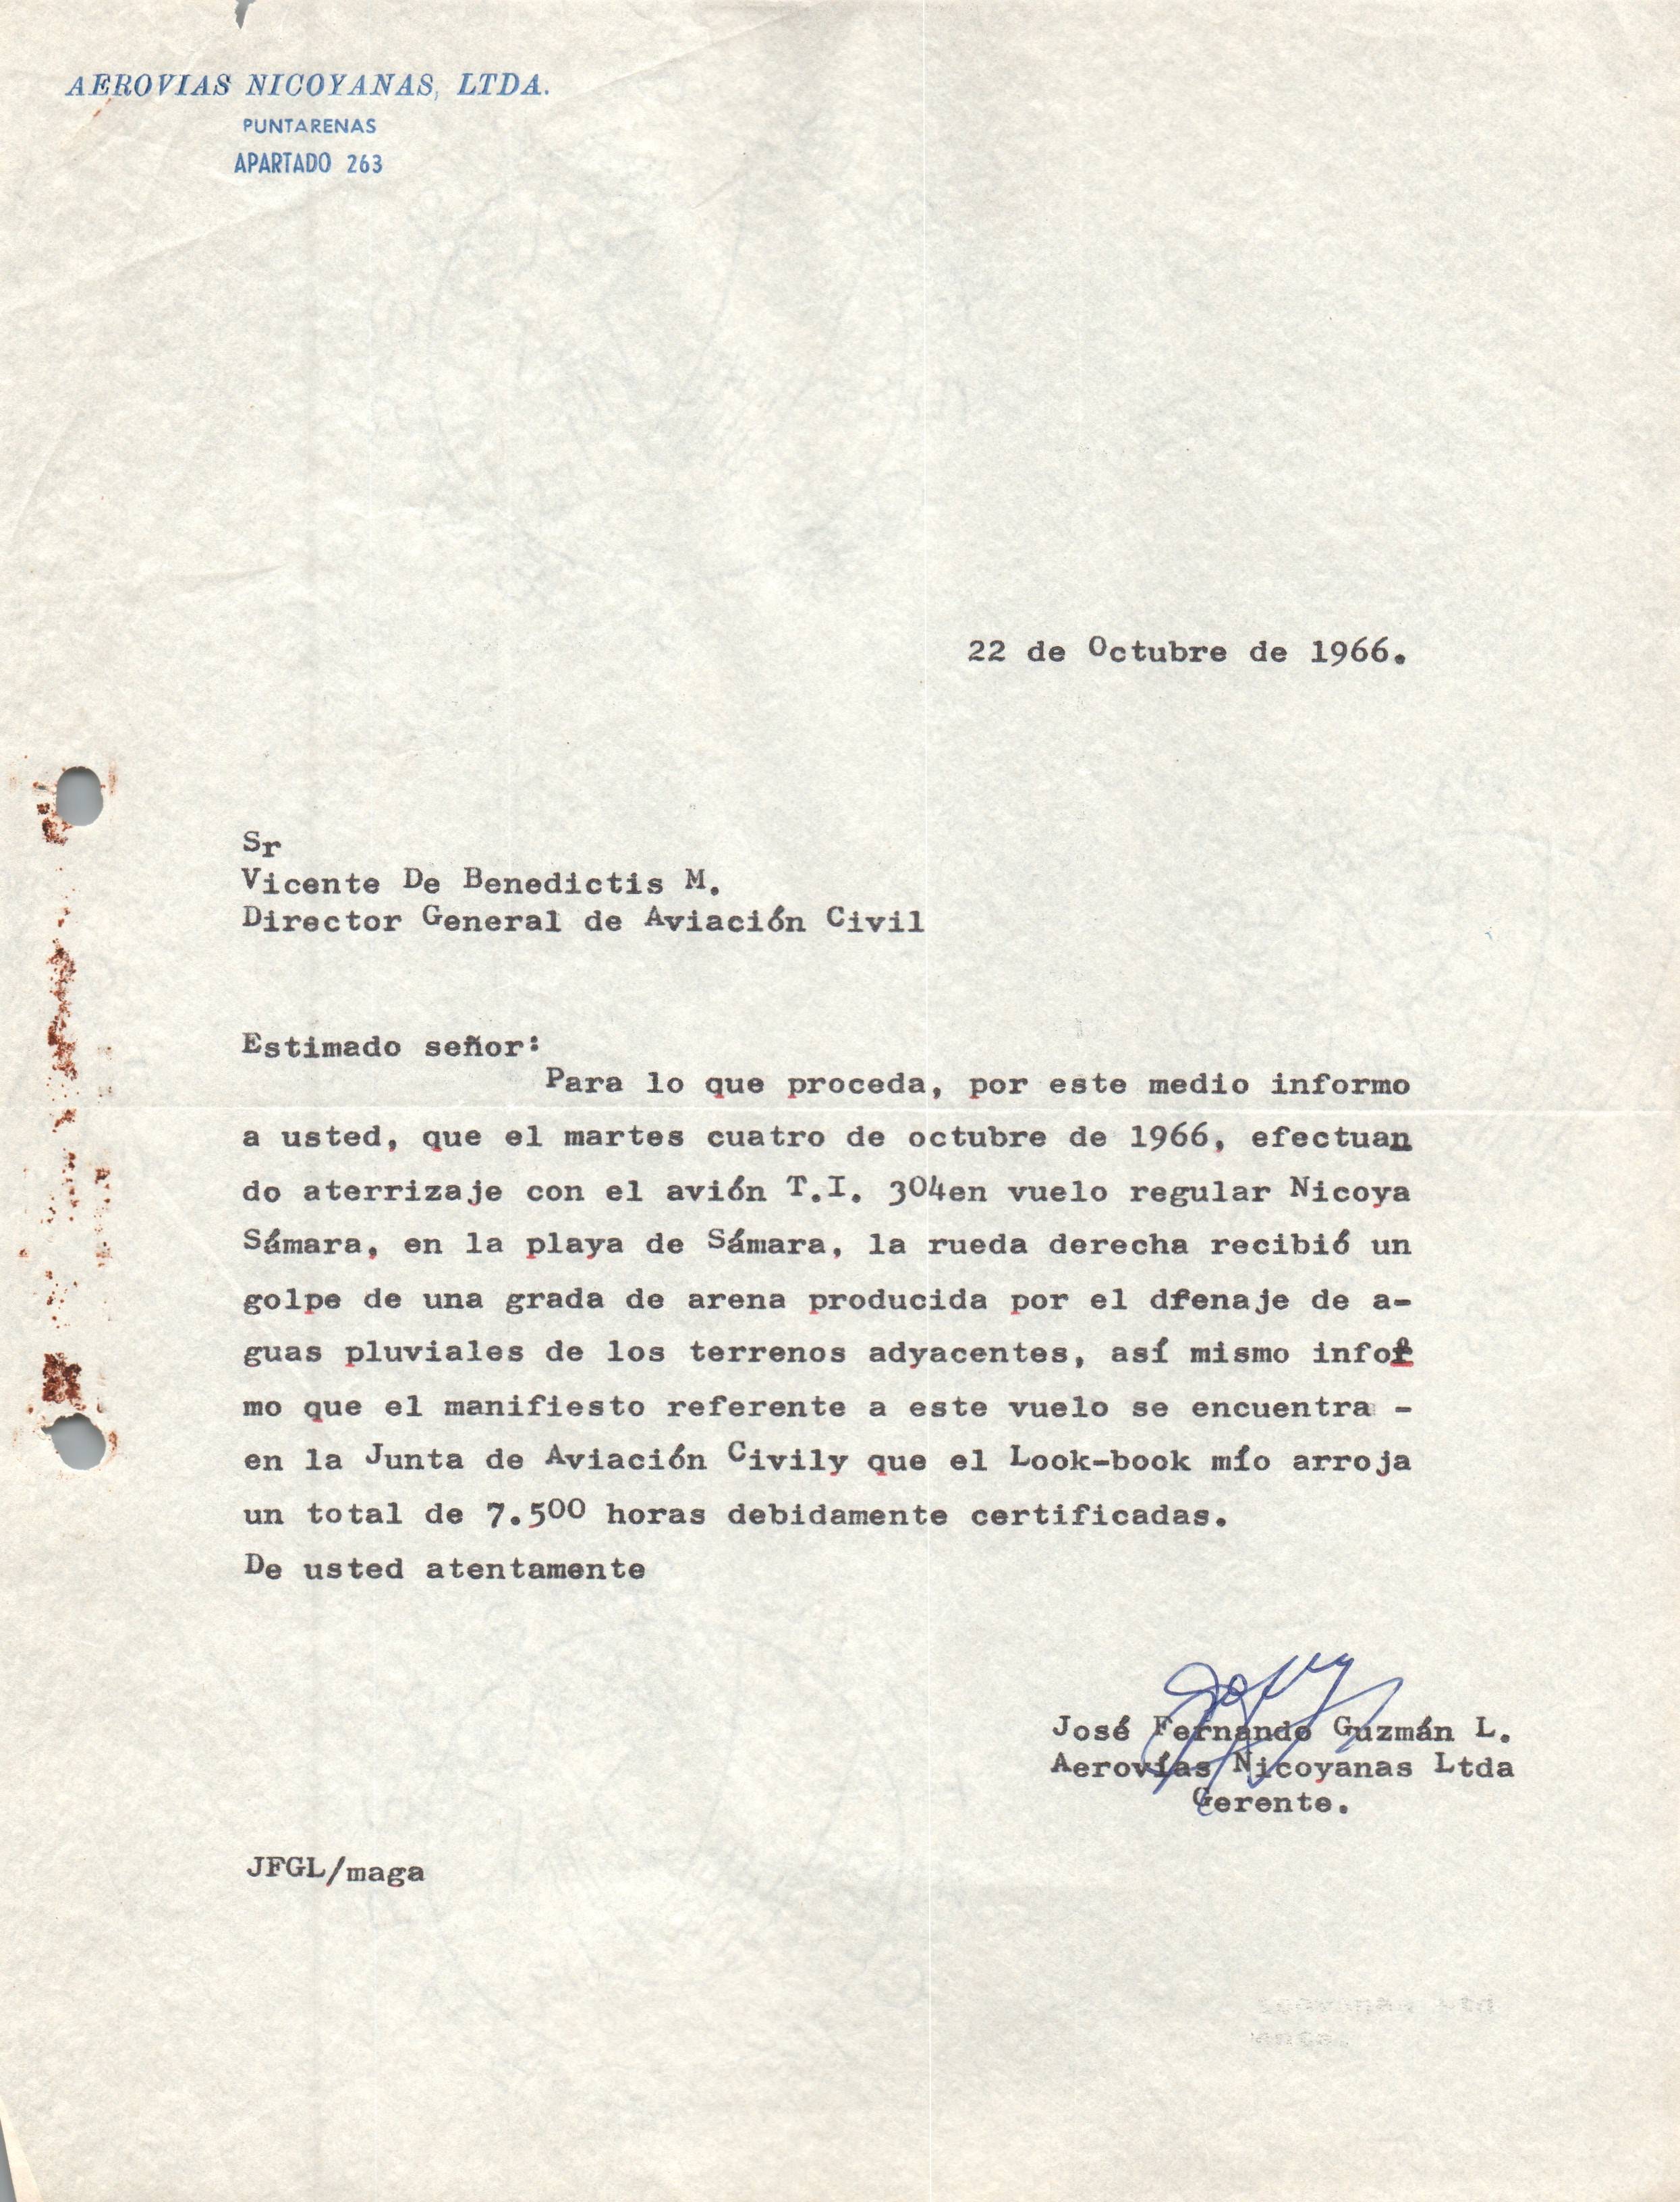 AEROVIAS NICOYANAS, LTDA.
PUNTARENAS
APARTADO 263
22 de Octubre de 1966.
Sr
Vicente De Benedictis M.
Director General de Aviación Civil
Estimado señor:
Para lo que proceda, por este medio informo
a usted, que el martes cuatro de octubre de 1966, efectuan
do aterrizaje con el avión T.I. 304en vuelo regular Nicoya
Sámara, en la playa de Sámara, la rueda derecha recibió un
golpe de una grada de arena producida por el drenaje de a-
guas pluviales de los terrenos adyacentes, así mismo infor
mo que el manifiesto referente a este vuelo se encuentra -
en la Junta de Aviación Civily que el Look-book mío arroja
un total de 7.500 horas debidamente certificadas.
De usted atentamente
José Fernando Guzmán L.
Aerovías Nicoyanas Ltda
Gerente.
JFGL/maga